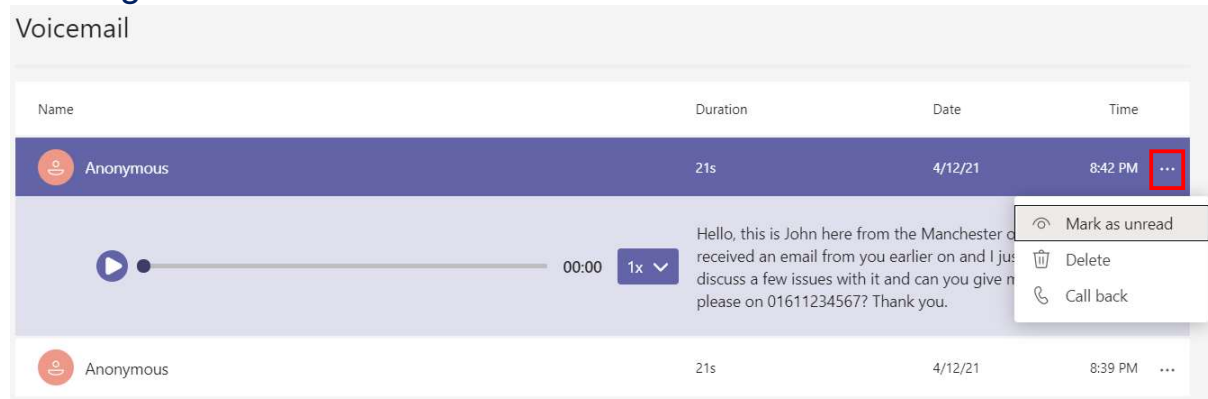 Voicemail
Name Duration Date Time
Anonymous 21s 4/12/21 8:42 PM ...
Hello, this is John here from the Manchester
received an email from you earlier on and I
discuss a few issues with it and can you give
please on 01611234567? Thank you.
00:00 1x
Mark as unread
Delete
Call back
Anonymous 21s 4/12/21 8:39 PM ...